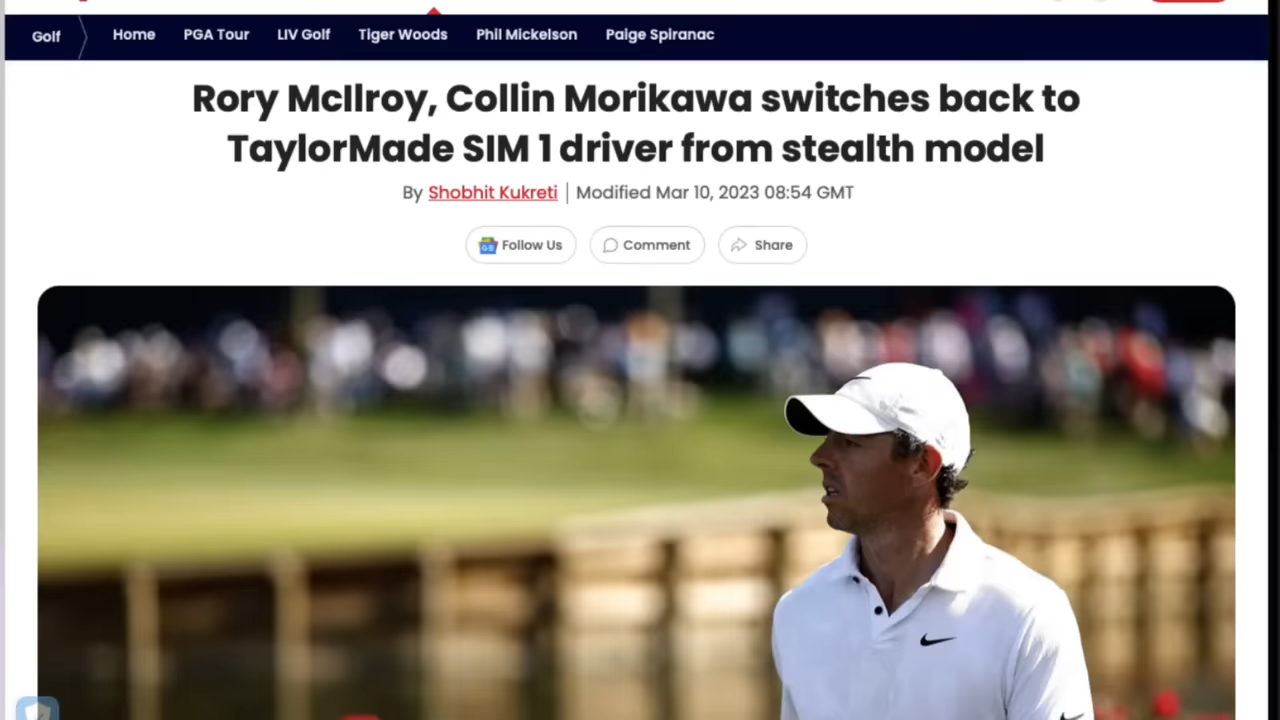 Golf
Home
PGA Tour
LIV Golf
Tiger Woods
Phil Mickelson
Paige Spiranac
Rory McIlroy, Collin Morikawa switches back to
TaylorMade SIM 1 driver from stealth model
By Shobhit Kukreti | Modified Mar 10, 2023 08:54 GMT
Follow Us
Comment
Share